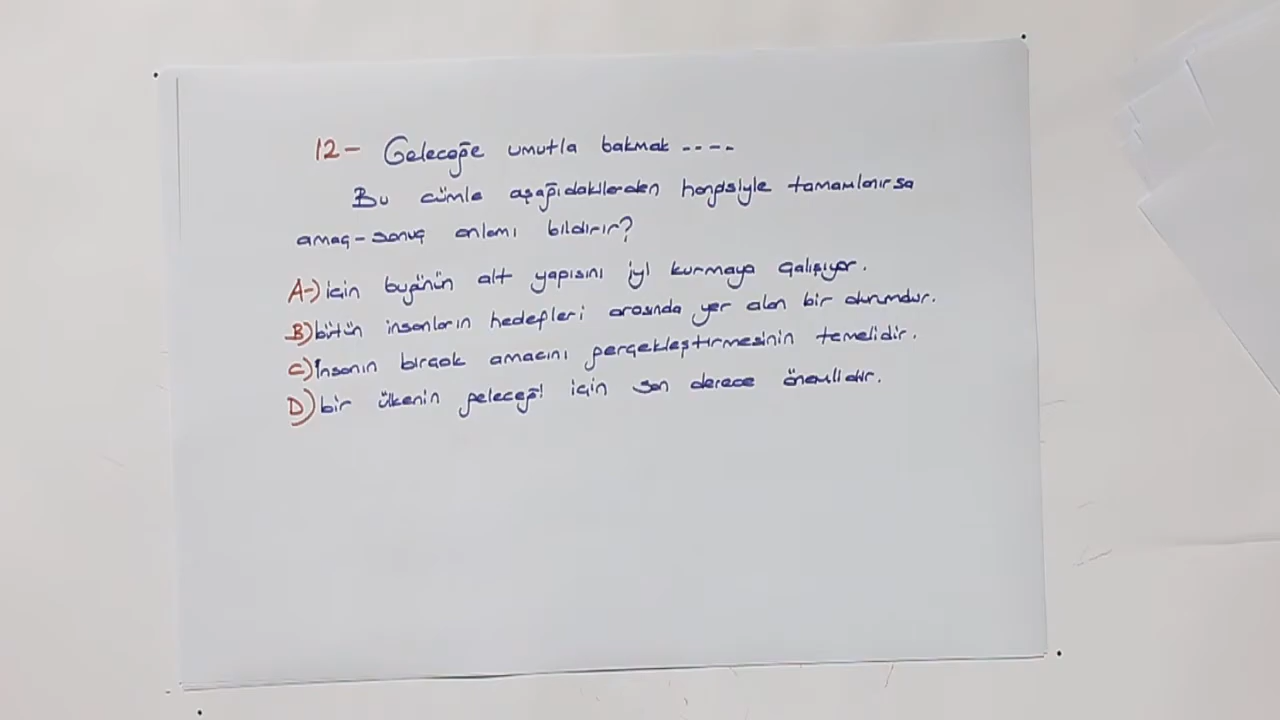 12- Geleceğe umutla bakmak ----
Bu cümle aşağıdakilerden hangisiyle tamamlanırsa
amaç-sonuç anlamı bildirir?
A-) için bugünün alt yapısını iyi kurmaya çalışıyor.
B) bütün insanların hedefleri arasında yer alan bir durumdur.
C) insanın birçok amacını gerçekleştirmesinin temelidir.
D) bir ülkenin geleceği için son derece önemlidir.